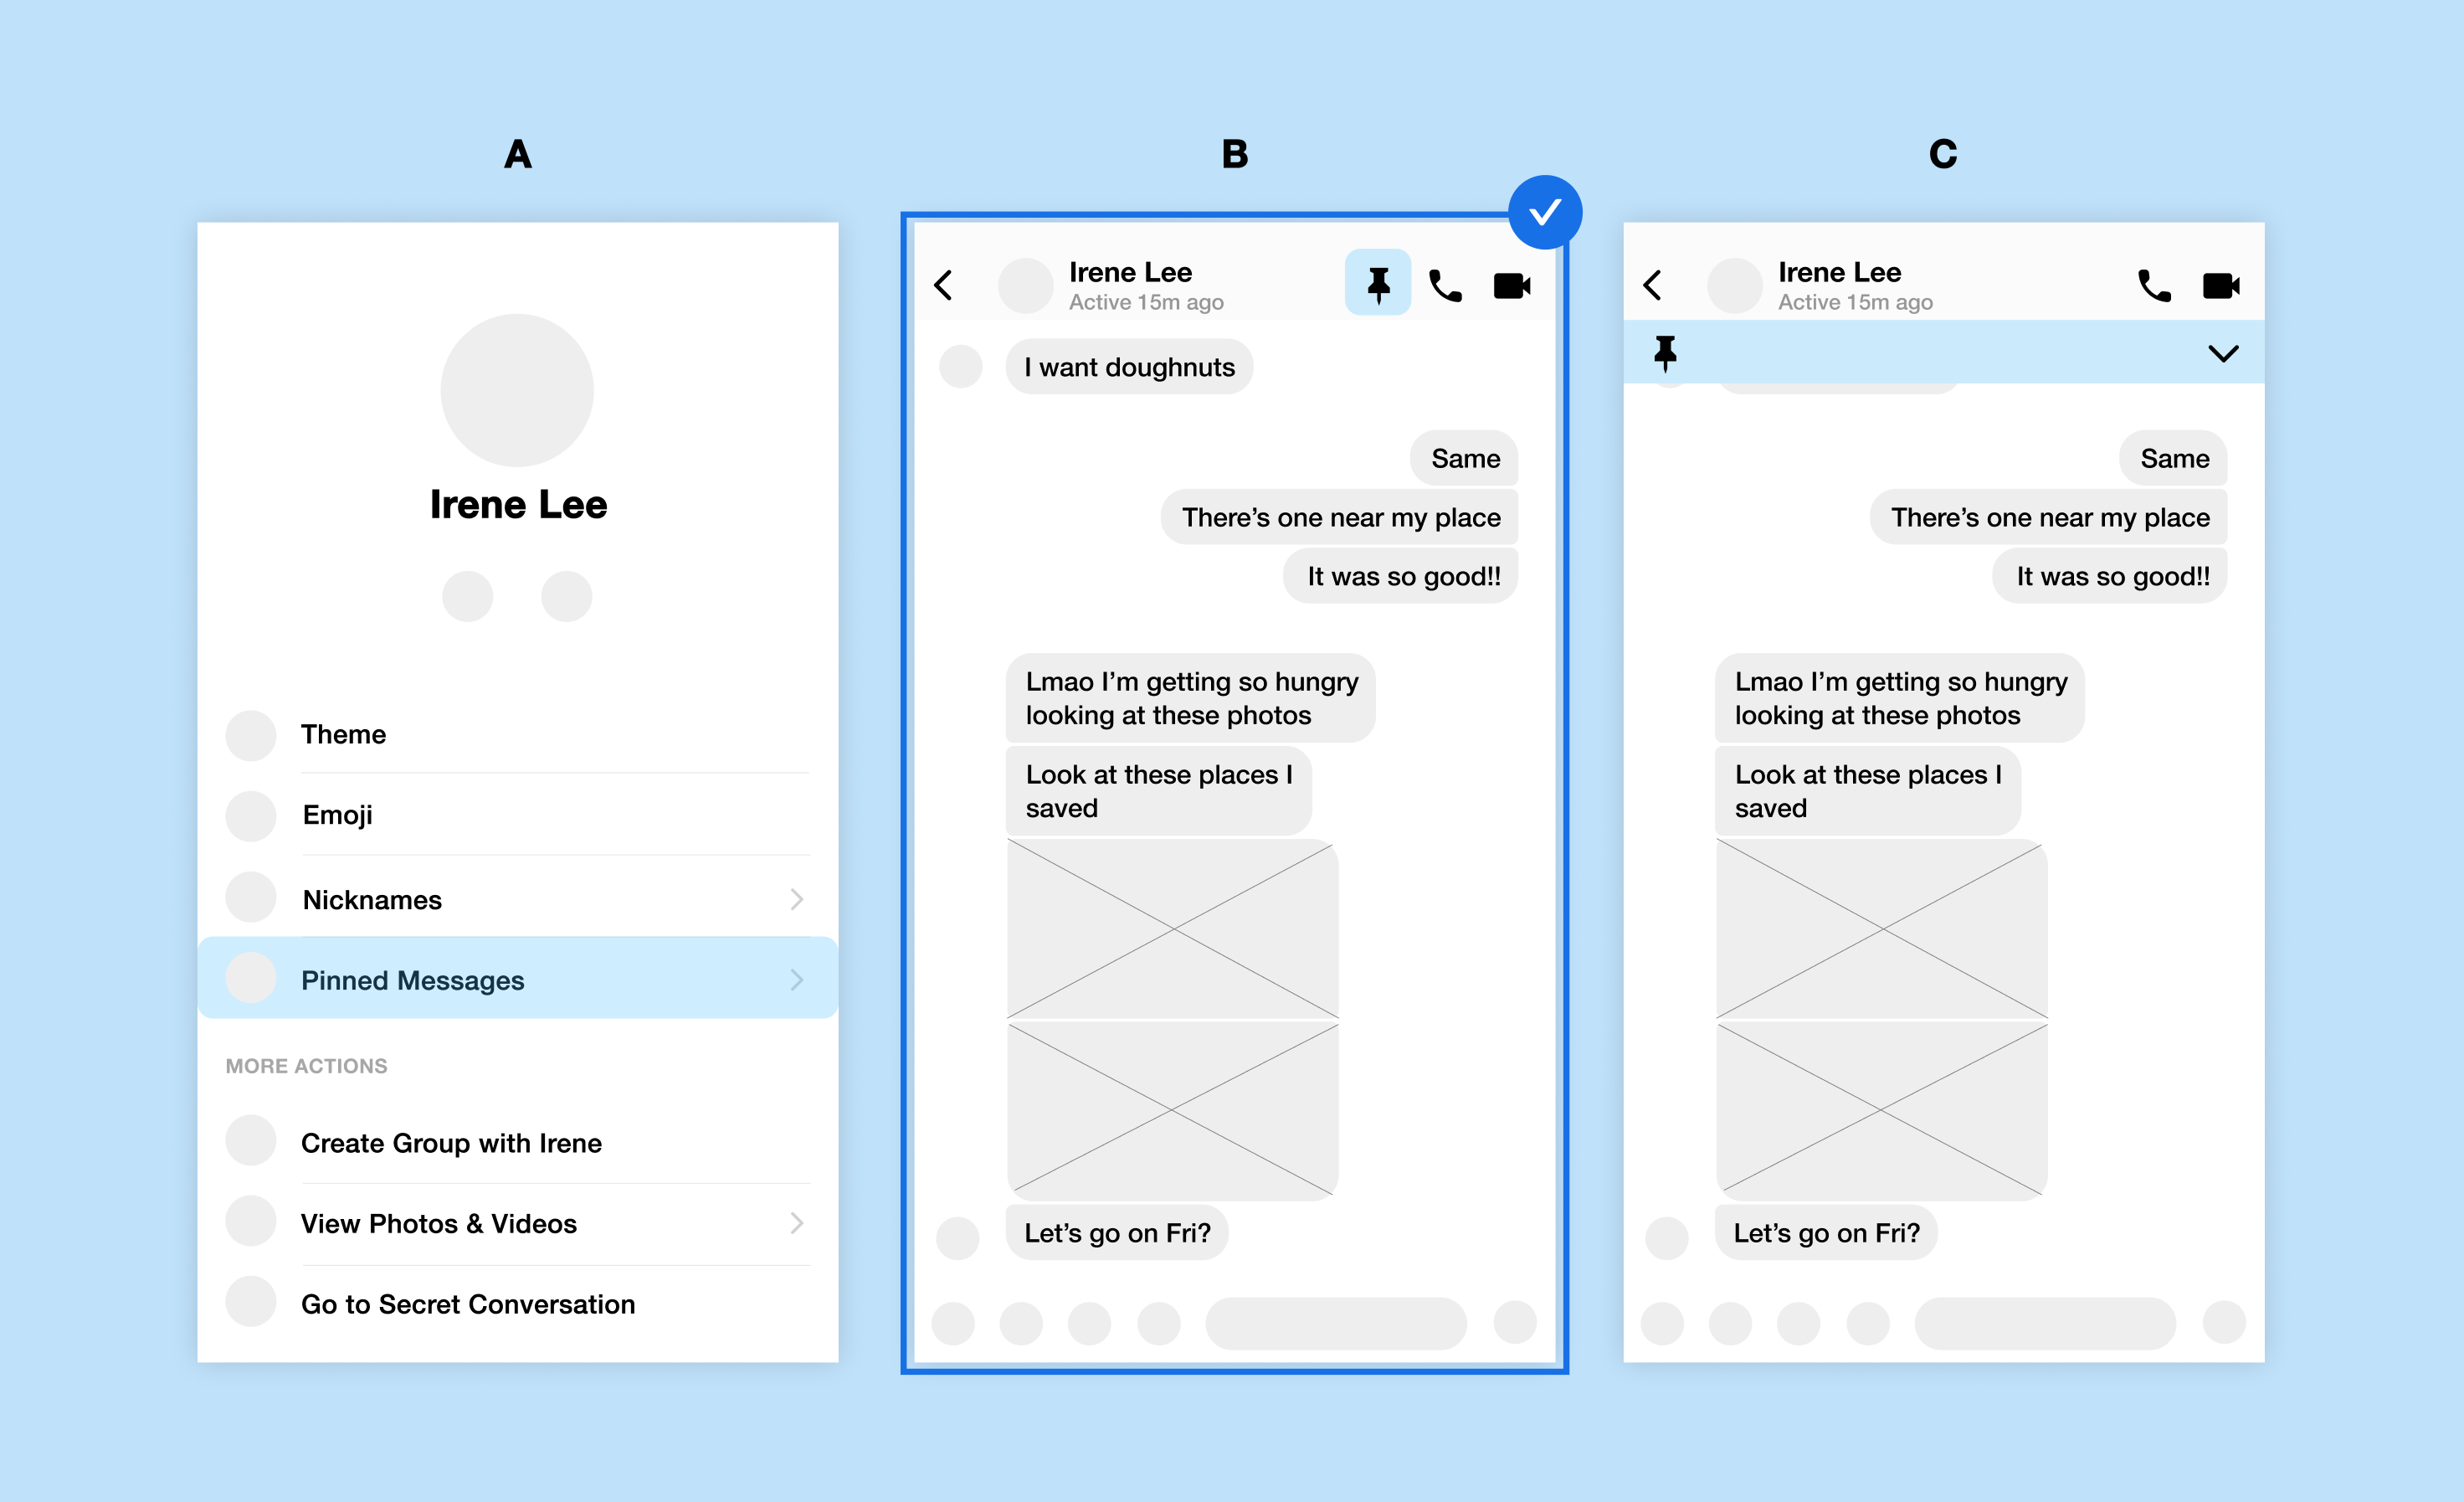 A
Irene Lee
Theme
Emoji
Nicknames
Pinned Messages
MORE ACTIONS
Create Group with Irene
View Photos & Videos
Go to Secret Conversation
B
Irene Lee
Active 15m ago
I want doughnuts
Same
There’s one near my place
It was so good!!
Lmao I’m getting so hungry
looking at these photos
Look at these places I
saved
Let’s go on Fri?
C
Irene Lee
Active 15m ago
Same
There’s one near my place
It was so good!!
Lmao I’m getting so hungry
looking at these photos
Look at these places I
saved
Let’s go on Fri?